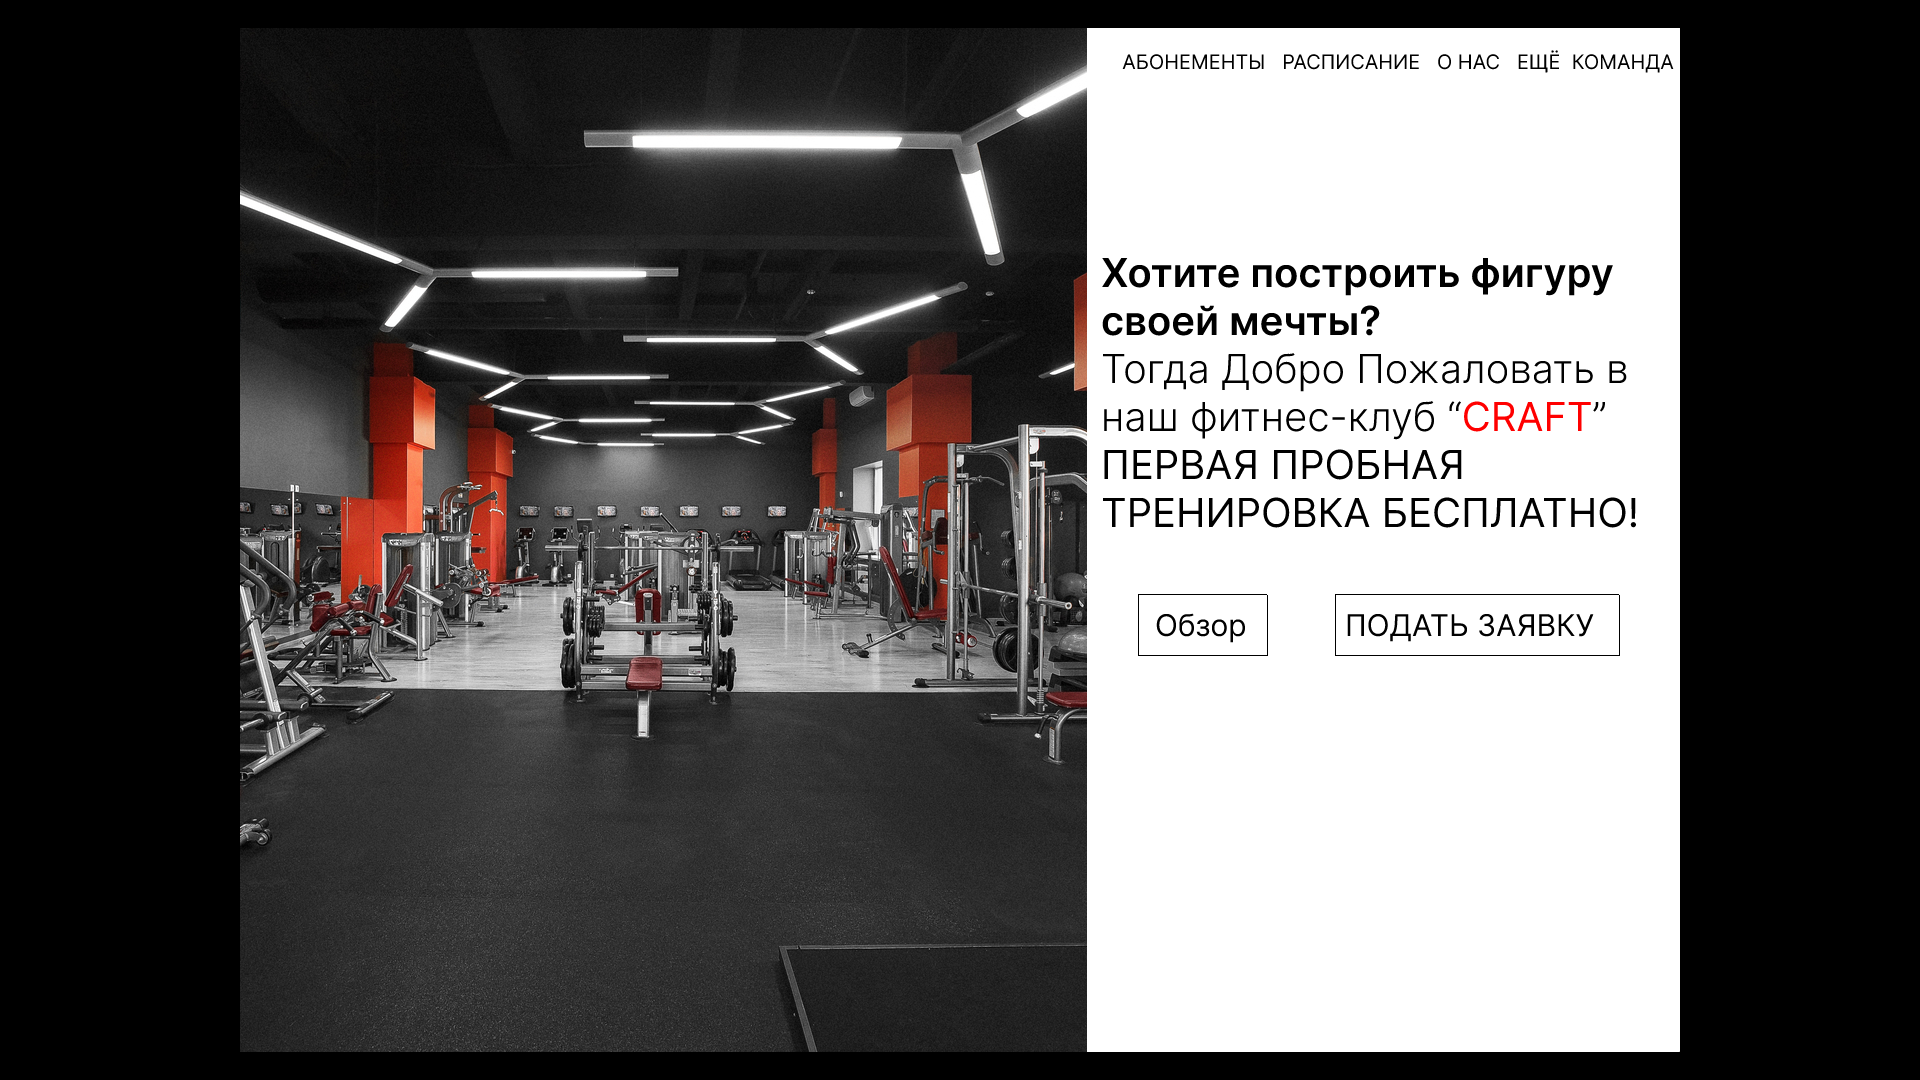 АБОНЕМЕНТЫ РАСПИСАНИЕ О НАС ЕЩЁ КОМАНДА
Хотите построить фигуру
своей мечты?
Тогда Добро Пожаловать в
наш фитнес-клуб “CRAFT”
ПЕРВАЯ ПРОБНАЯ
ТРЕНИРОВКА БЕСПЛАТНО!
Обзор ПОДАТЬ ЗАЯВКУ